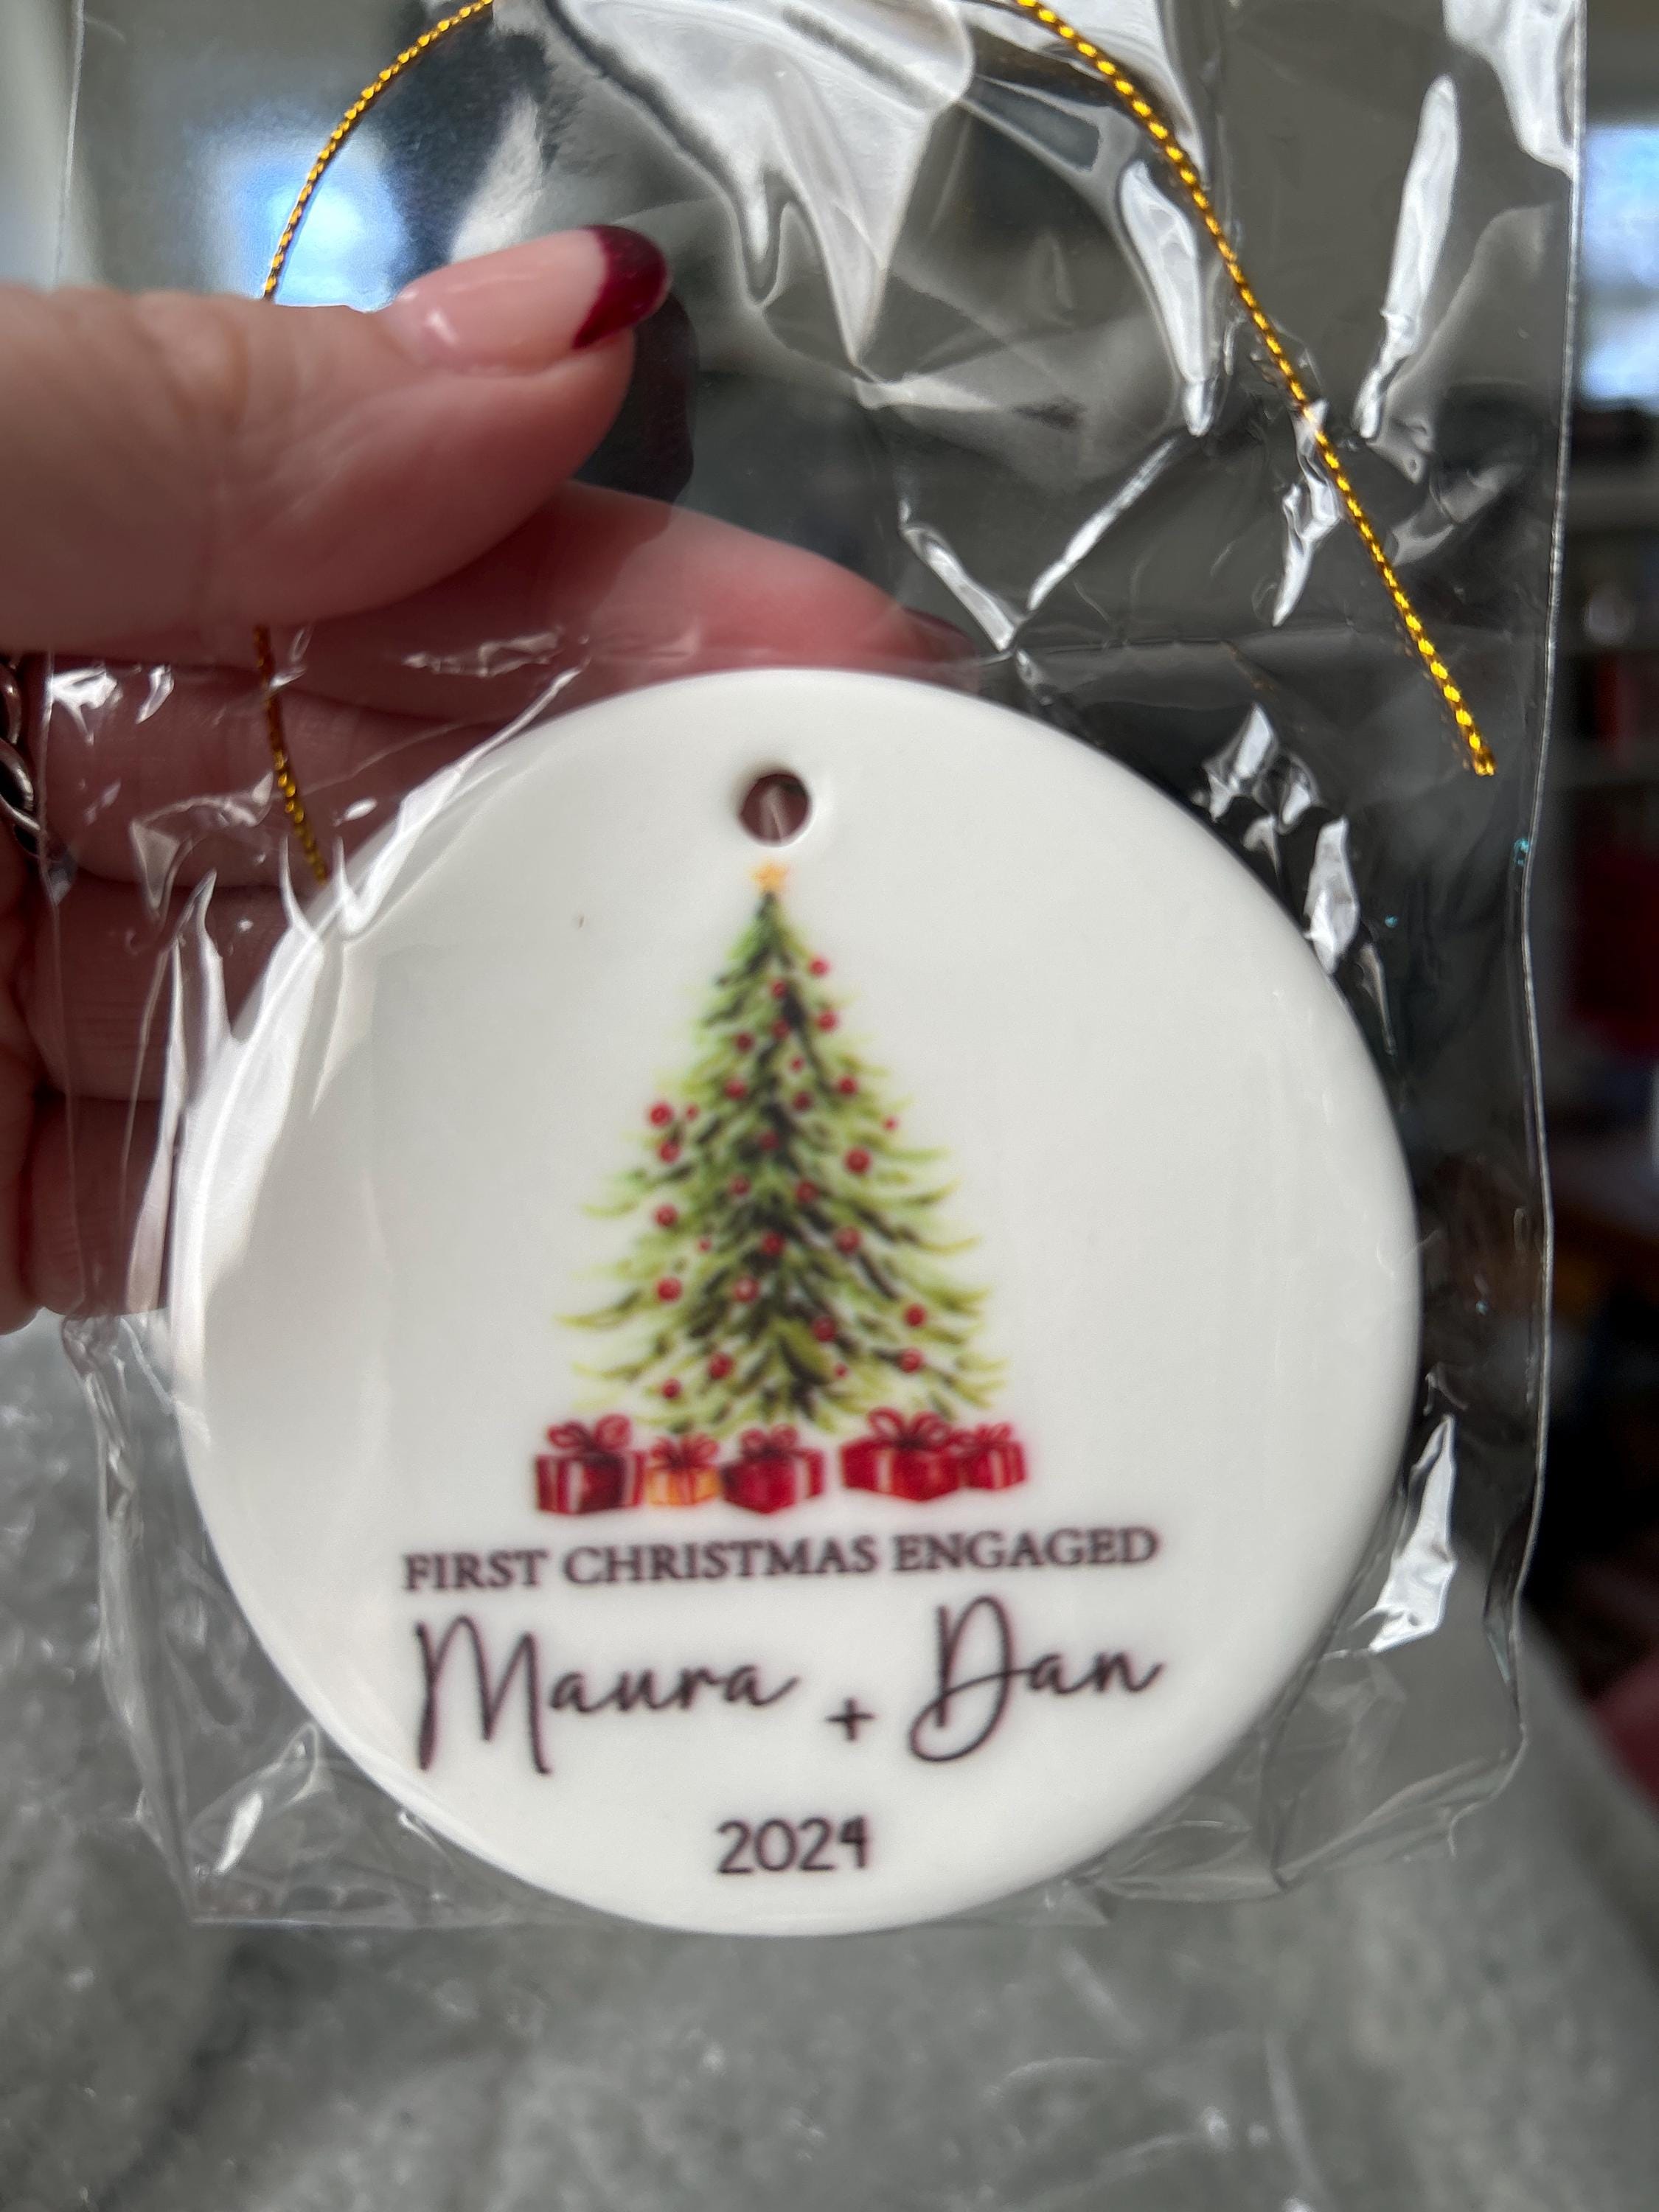 FIRST CHRISTMAS ENGAGED
Maura + Dan
2024